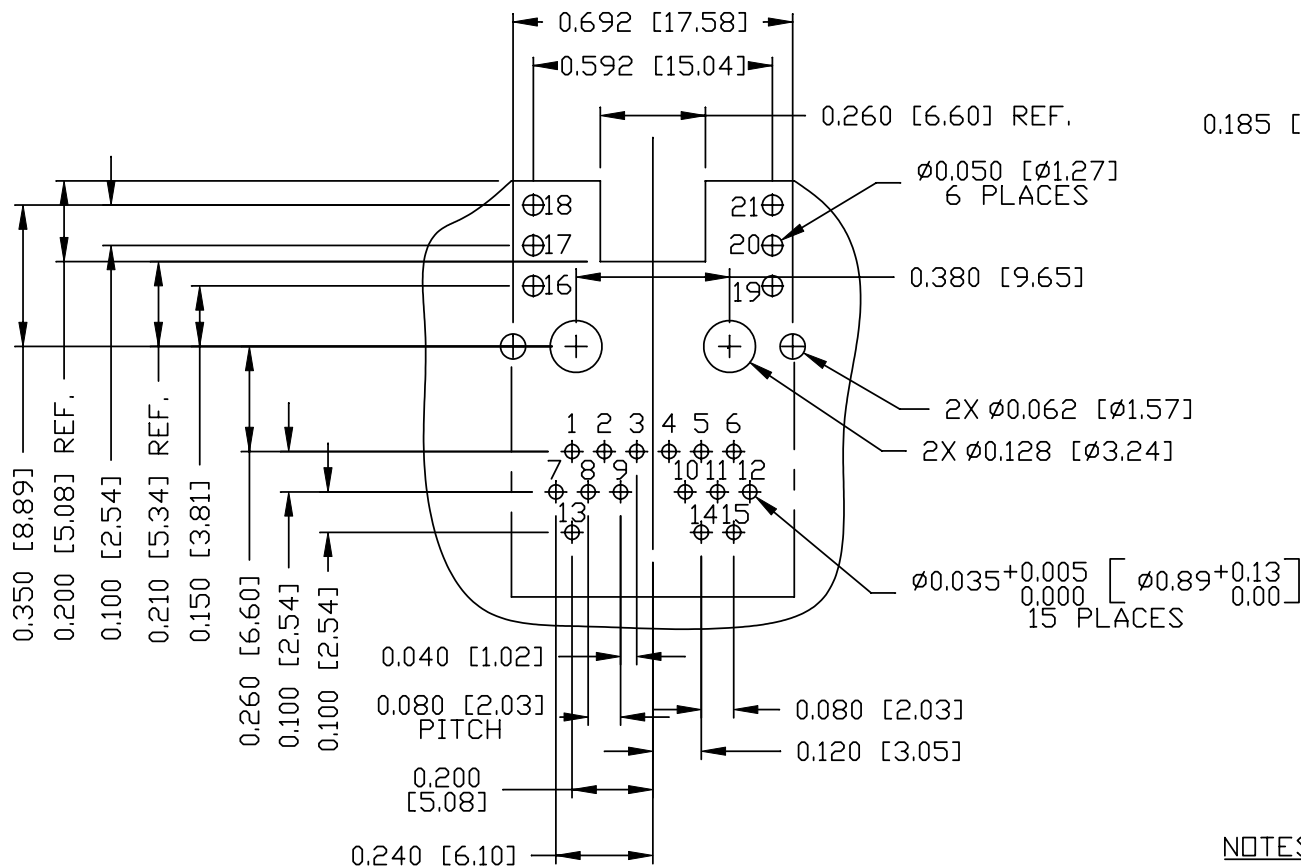 0.692 [17.58]
0.592 [15.04]
0.260 [6.60] REF.
0.185 [
Ø0.050 [Ø1.27]
6 PLACES
18
21
17
20
16
19
0.380 [9.65]
2X Ø0.062 [Ø1.57]
2X Ø0.128 [Ø3.24]
1 2 3 4 5 6
7 8 9 10 11 12
13 14 15
Ø0.035+0.005 [ Ø0.89+0.13 ]
0.000 0.00
15 PLACES
0.350 [8.89]
0.200 [5.08] REF.
0.100 [2.54]
0.210 [5.34] REF.
0.150 [3.81]
0.260 [6.60]
0.100 [2.54]
0.100 [2.54]
0.040 [1.02]
0.080 [2.03]
PITCH
0.080 [2.03]
0.120 [3.05]
0.200
[5.08]
0.240 [6.10]
NOTES